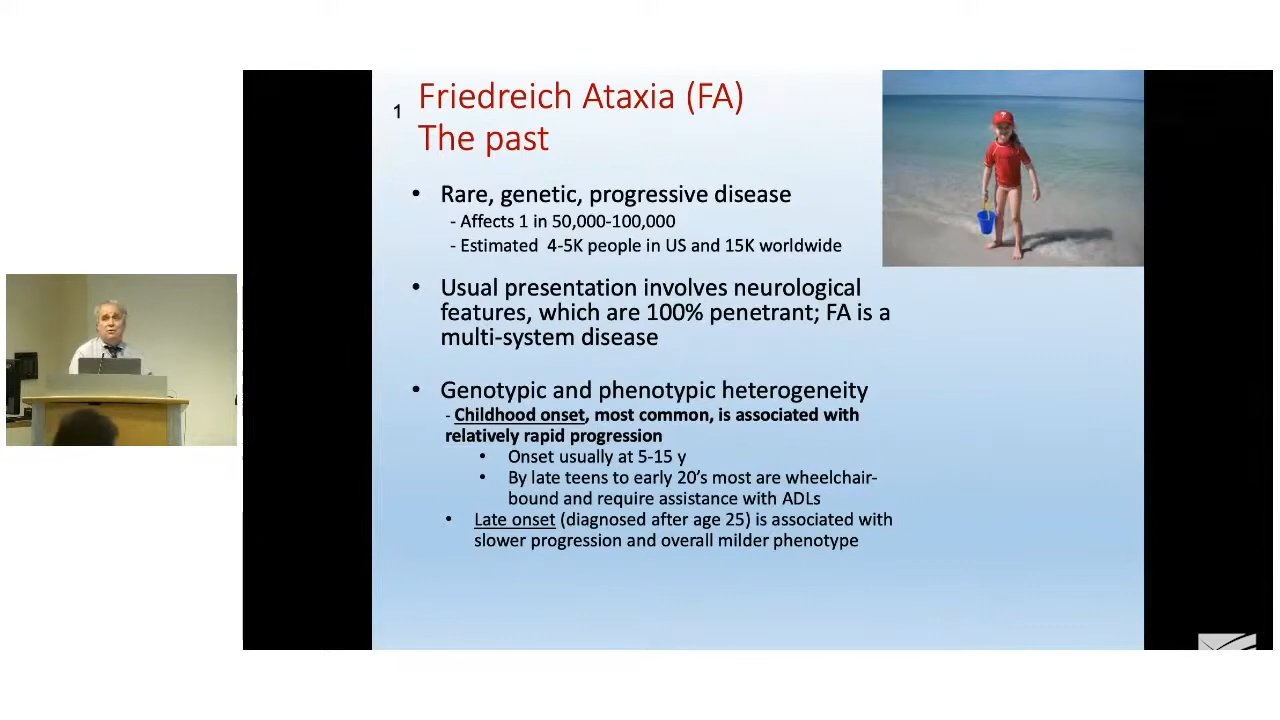 1
Friedreich Ataxia (FA)
The past
• Rare, genetic, progressive disease
- Affects 1 in 50,000-100,000
- Estimated 4-5K people in US and 15K worldwide
• Usual presentation involves neurological
features, which are 100% penetrant; FA is a
multi-system disease
• Genotypic and phenotypic heterogeneity
- Childhood onset, most common, is associated with
relatively rapid progression
• Onset usually at 5-15 y
• By late teens to early 20's most are wheelchair-
bound and require assistance with ADLs
• Late onset (diagnosed after age 25) is associated with
slower progression and overall milder phenotype